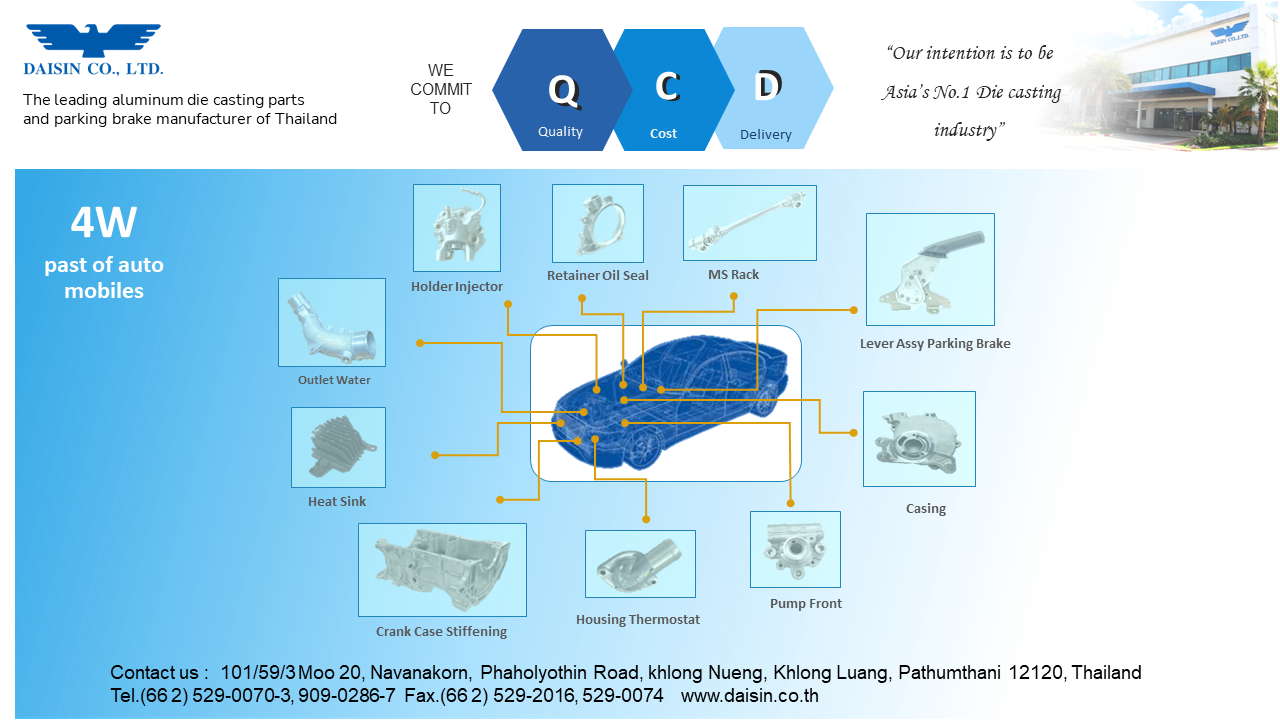 DAISIN CO., LTD.
The leading aluminum die casting parts
and parking brake manufacturer of Thailand
WE
COMMIT
TO
Q
Quality
C
Cost
D
Delivery
“Our intention is to be
Asia’s No.1 Die casting
industry”
DAISIN CO.,LTD.
4W
past of auto
mobiles
Holder Injector
Retainer Oil Seal
MS Rack
Lever Assy Parking Brake
Outlet Water
Heat Sink
Casing
Crank Case Stiffening
Housing Thermostat
Pump Front
Contact us : 101/59/3 Moo 20, Navanakorn, Phaholyothin Road, khlong Nueng, Khlong Luang, Pathumthani 12120, Thailand
Tel.(66 2) 529-0070-3, 909-0286-7 Fax.(66 2) 529-2016, 529-0074 www.daisin.co.th